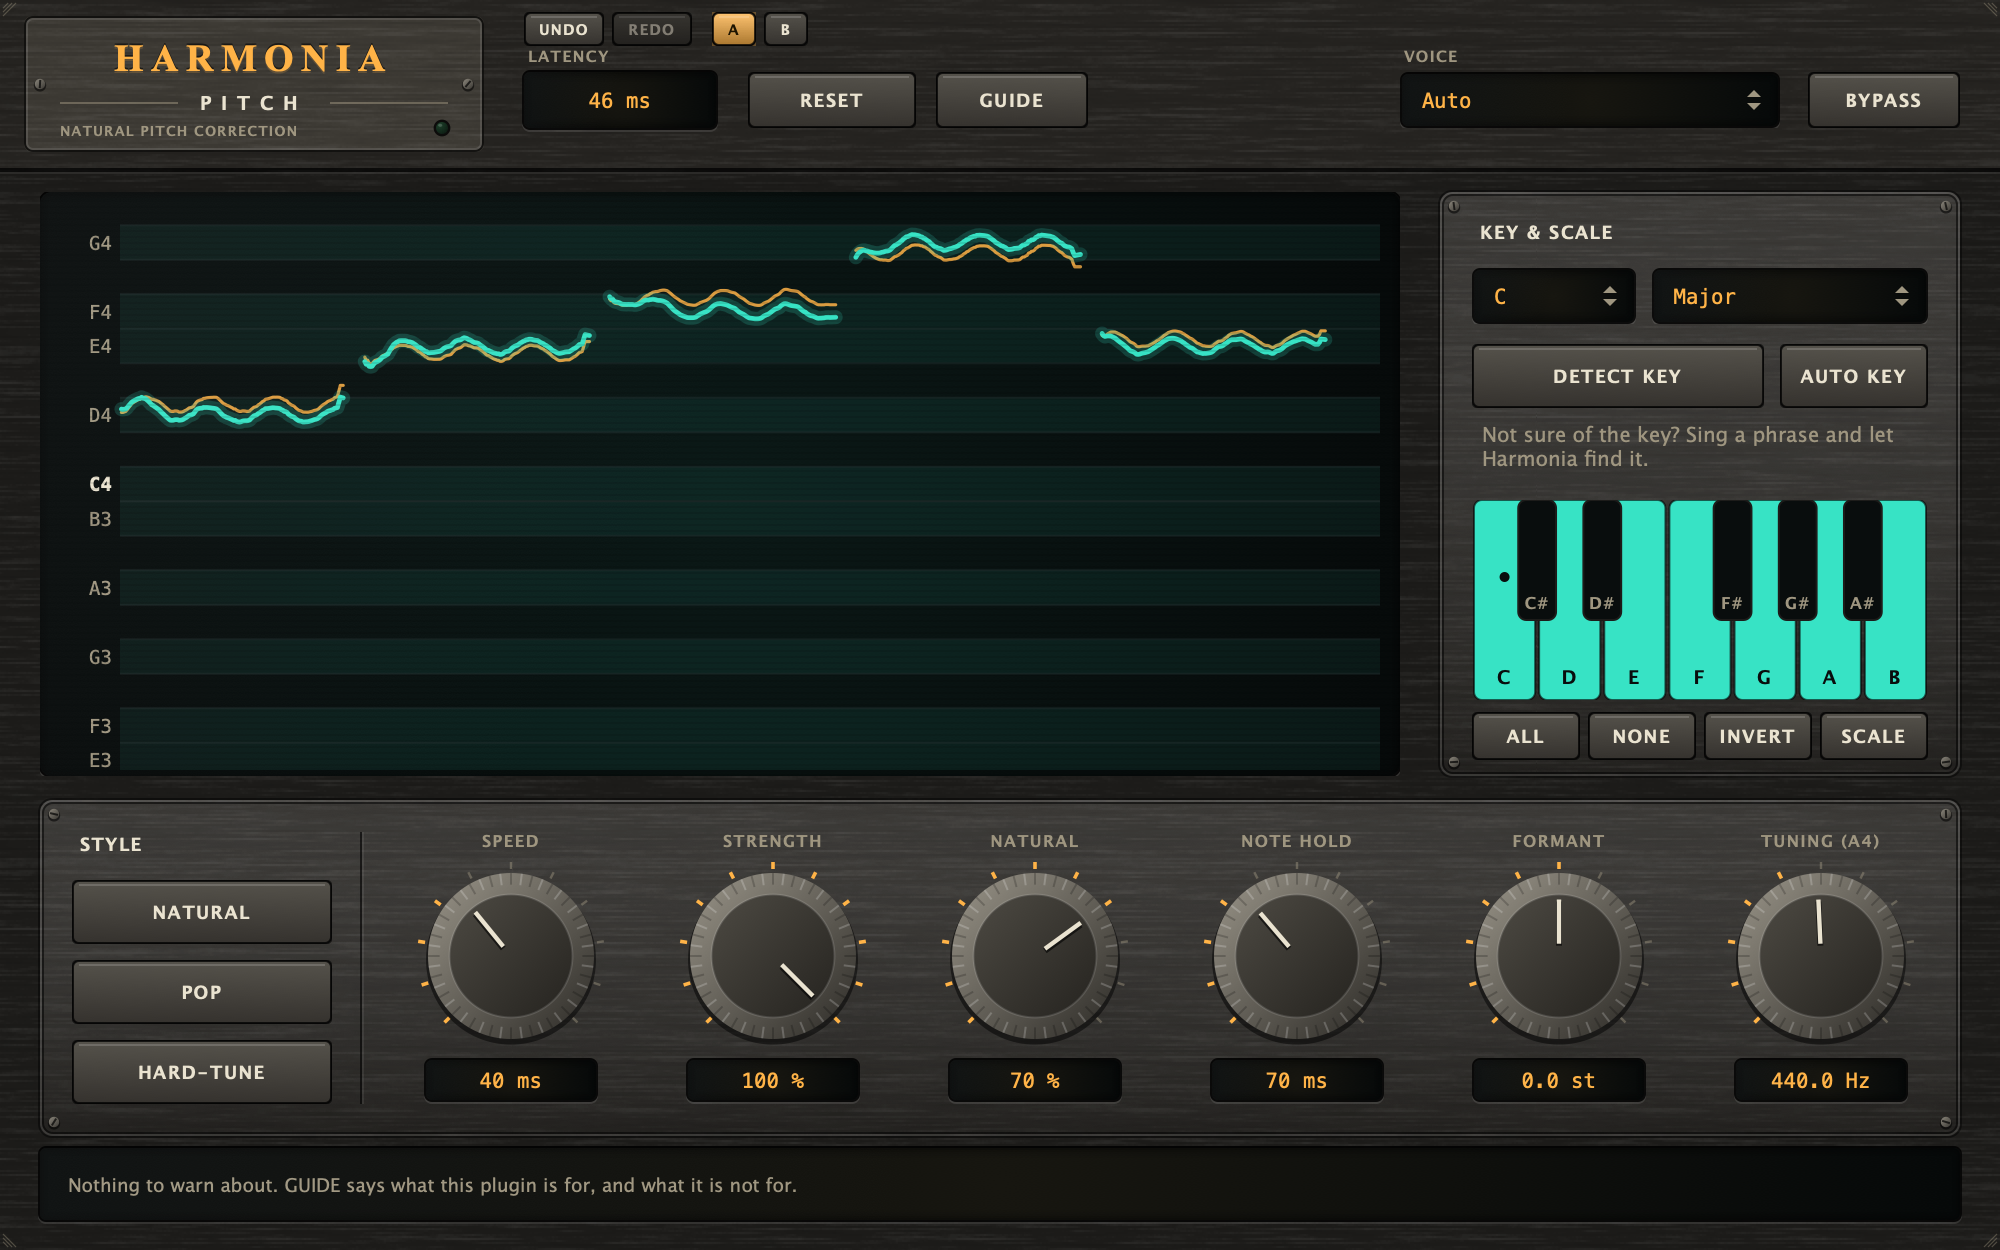 HARMONIA
PITCH
NATURAL PITCH CORRECTION
UNDO
REDO
A
B
LATENCY
46 ms
RESET
GUIDE
VOICE
Auto
BYPASS
G4
F4
E4
D4
C4
B3
A3
G3
F3
E3
KEY & SCALE
C
Major
DETECT KEY
AUTO KEY
Not sure of the key? Sing a phrase and let
Harmonia find it.
C#
D#
F#
G#
A#
C
D
E
F
G
A
B
ALL
NONE
INVERT
SCALE
STYLE
NATURAL
POP
HARD-TUNE
SPEED
STRENGTH
NATURAL
NOTE HOLD
FORMANT
TUNING (A4)
40 ms
100 %
70 %
70 ms
0.0 st
440.0 Hz
Nothing to warn about. GUIDE says what this plugin is for, and what it is not for.